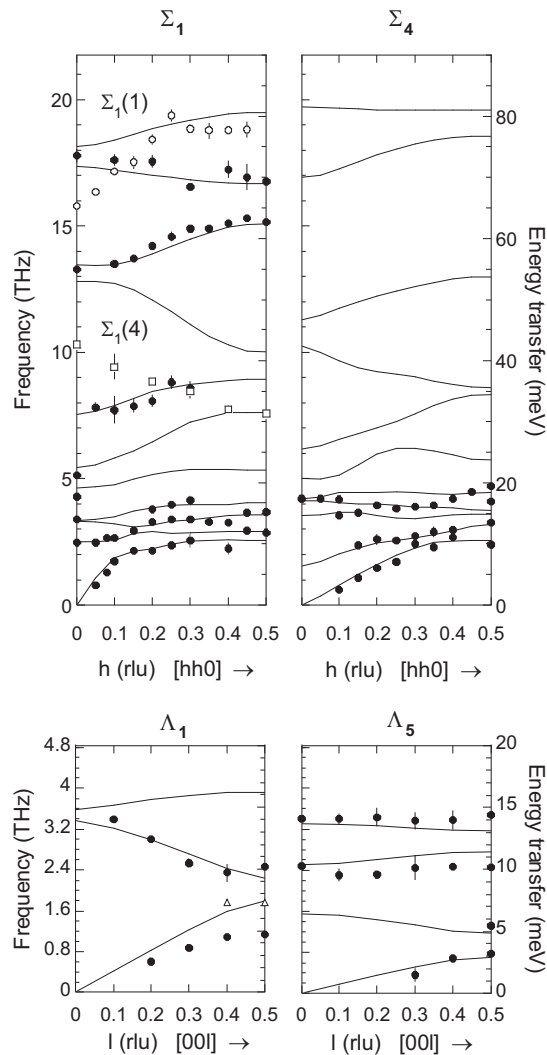 Σ₁ Σ₄
Σ₁(1)
Σ₁(4)
Frequency (THz)
20
15
10
5
0
Energy transfer (meV)
80
60
40
20
0
0 0.1 0.2 0.3 0.4 0.5 0 0.1 0.2 0.3 0.4 0.5
h (rlu) [hh0] → h (rlu) [hh0] →
Λ₁ Λ₅
Frequency (THz)
4.8
3.6
2.4
1.6
0.8
0
Energy transfer (meV)
20
15
10
5
0
0 0.1 0.2 0.3 0.4 0.5 0 0.1 0.2 0.3 0.4 0.5
l (rlu) [00l] → l (rlu) [00l] →